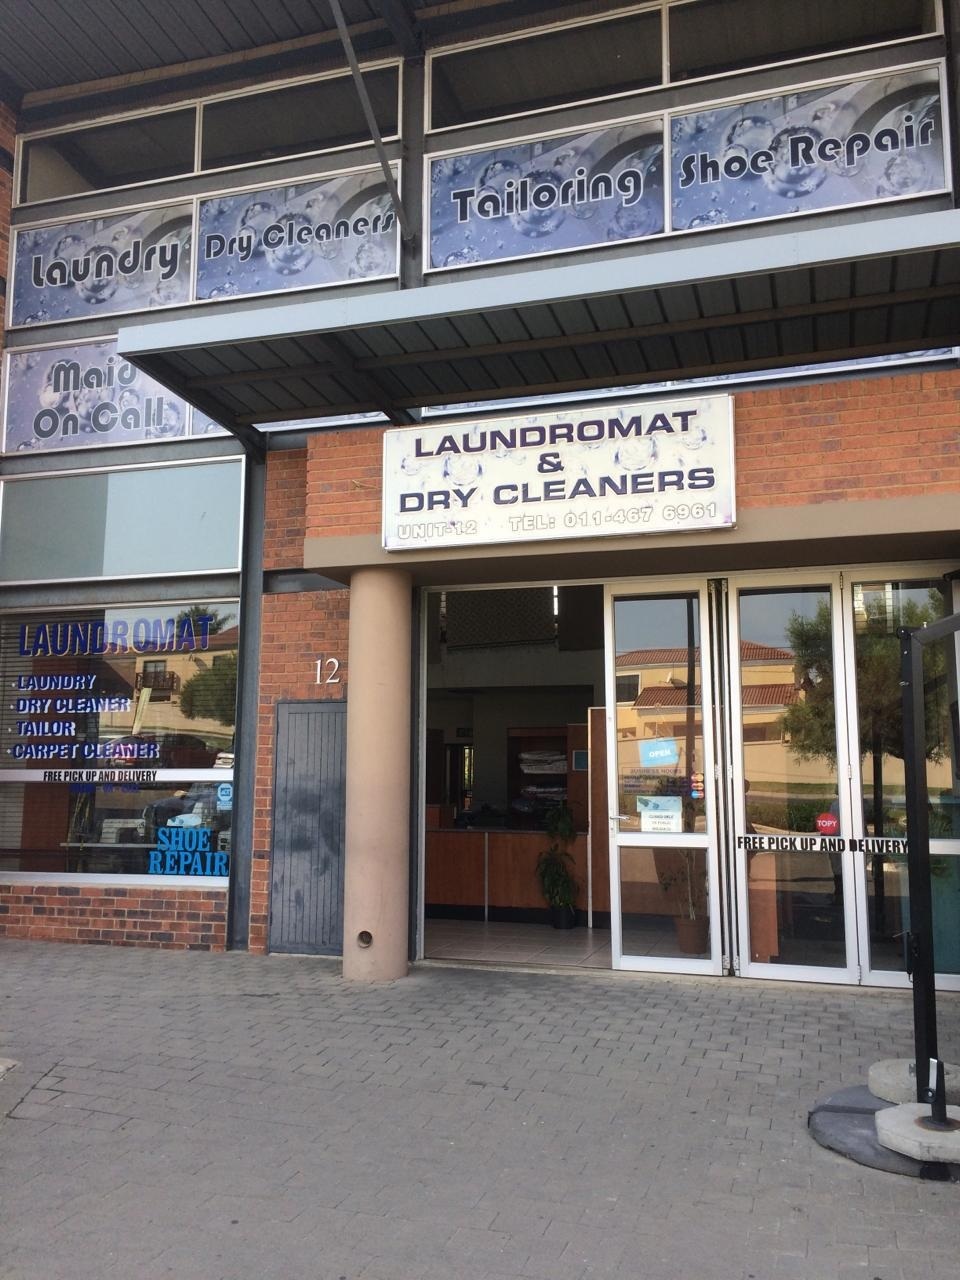 Laundry
Dry Cleaners
Tailoring
Shoe Repair
Maid
On Call
LAUNDROMAT
&
DRY CLEANERS
UNIT-12 TEL: 011-467 6961
12
LAUNDROMAT
· LAUNDRY
· DRY CLEANER
· TAILOR
· CARPET CLEANER
FREE PICK UP AND DELIVERY
SHOE
REPAIR
OPEN
BUSINESS HOURS
TOPY
FREE PICK UP AND DELIVERY